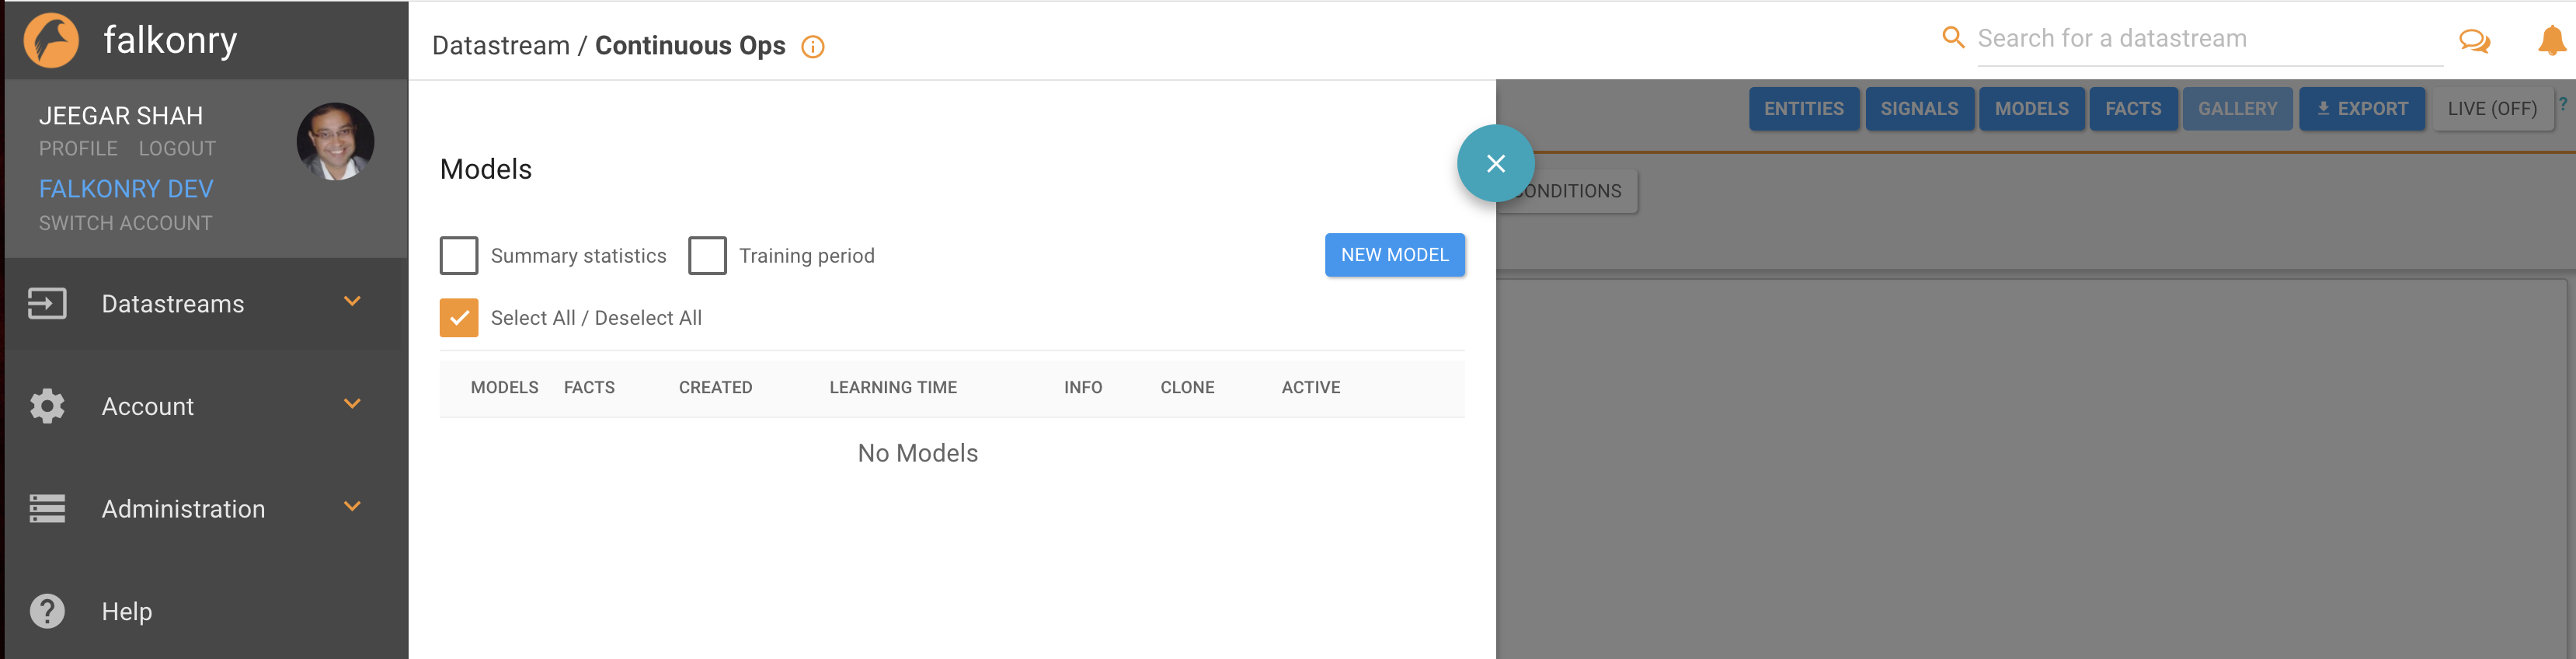 falkonry
JEEGAR SHAH
PROFILE LOGOUT
FALKONRY DEV
SWITCH ACCOUNT
Datastreams
Account
Administration
Help
Datastream / Continuous Ops
Search for a datastream
ENTITIES SIGNALS MODELS FACTS GALLERY EXPORT LIVE (OFF) ?
ONDITIONS
Models
Summary statistics Training period NEW MODEL
Select All / Deselect All
MODELS FACTS CREATED LEARNING TIME INFO CLONE ACTIVE
No Models